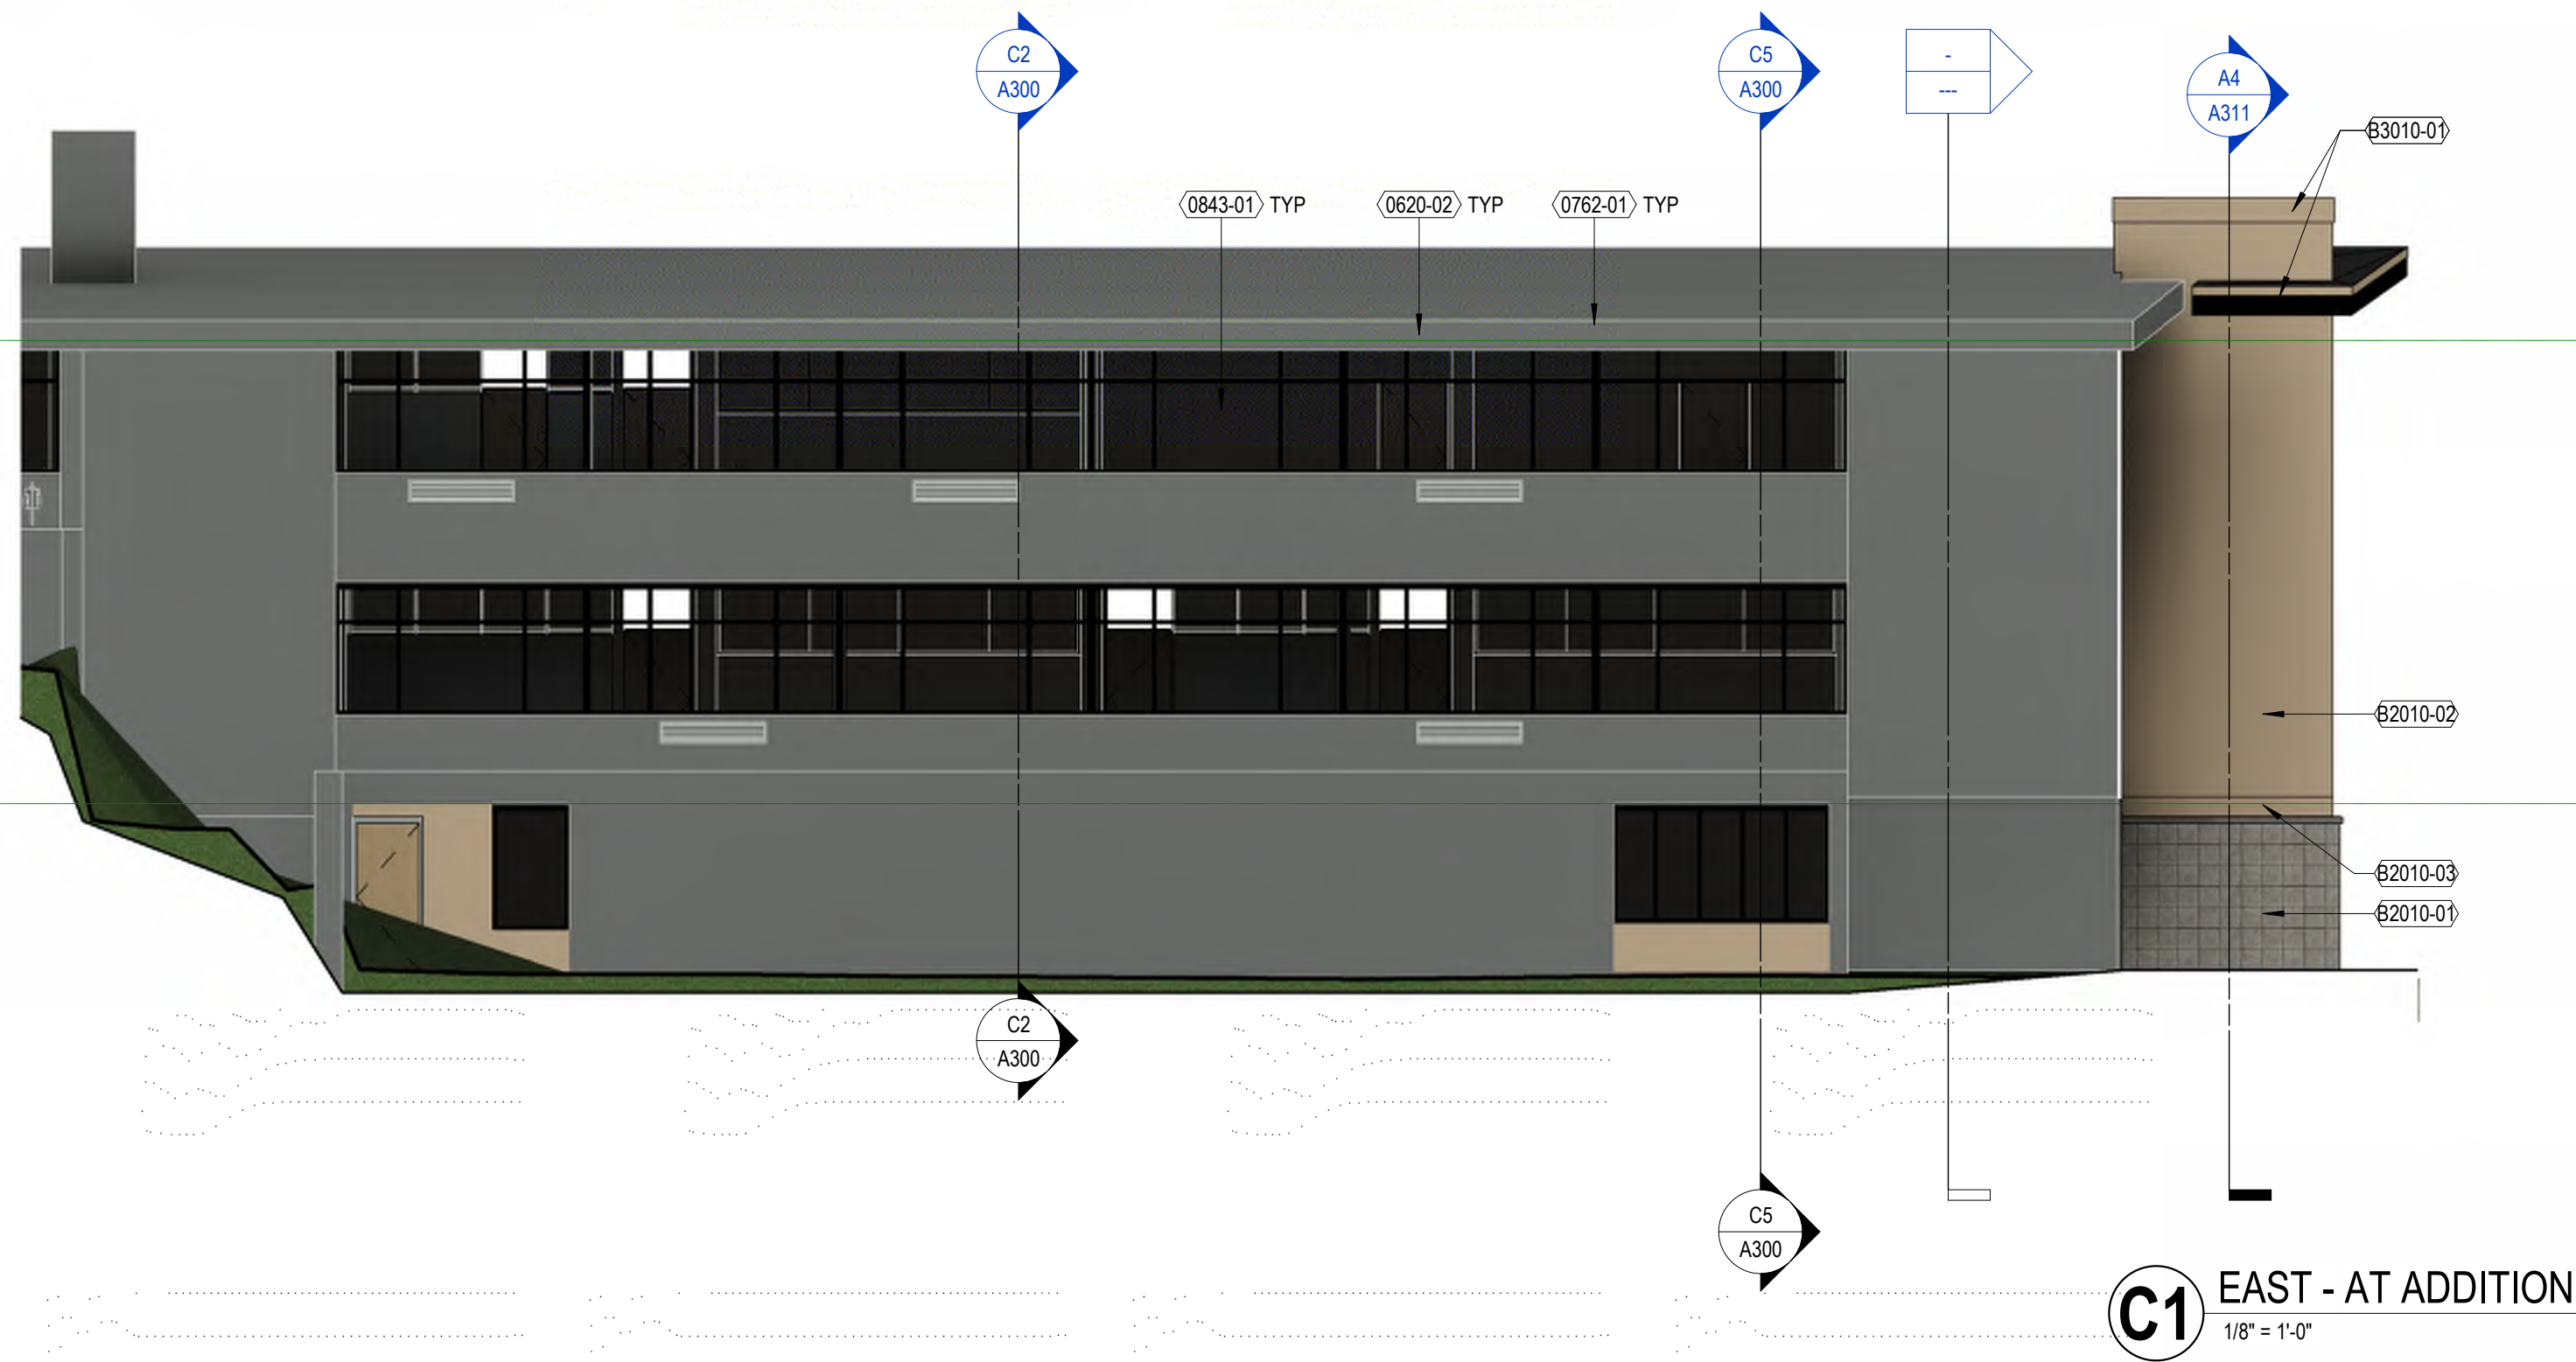 C2
A300
C5
A300
-
---
A4
A311
B3010-01
0843-01 TYP
0620-02 TYP
0762-01 TYP
B2010-02
B2010-03
B2010-01
C2
A300
C5
A300
C1 EAST - AT ADDITION
1/8" = 1'-0"